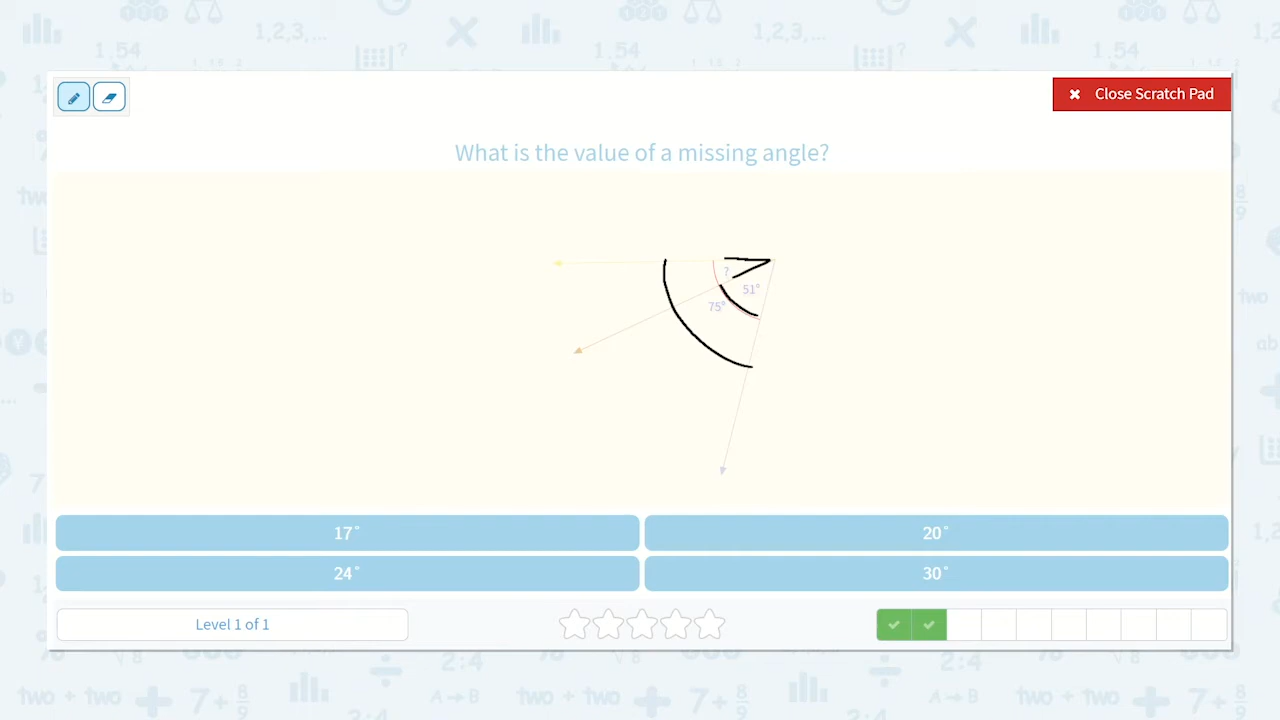 Close Scratch Pad
What is the value of a missing angle?
?
51°
75°
17°
20°
24°
30°
Level 1 of 1